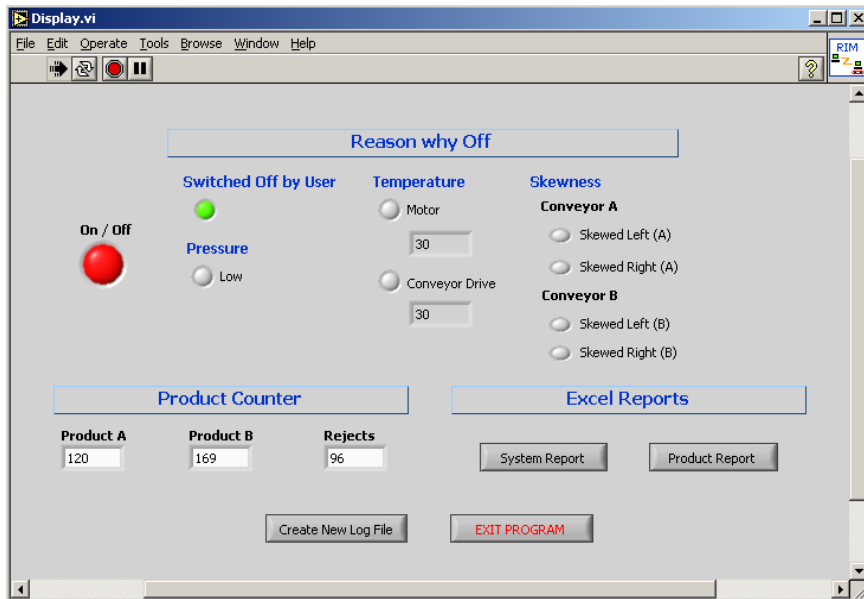 Display.vi
File Edit Operate Tools Browse Window Help
RIM
Reason why Off
Switched Off by User
Temperature
Skewness
On / Off
Motor
30
Conveyor A
Skewed Left (A)
Skewed Right (A)
Pressure
Low
Conveyor Drive
30
Conveyor B
Skewed Left (B)
Skewed Right (B)
Product Counter
Excel Reports
Product A
Product B
Rejects
120
169
96
System Report
Product Report
Create New Log File
EXIT PROGRAM